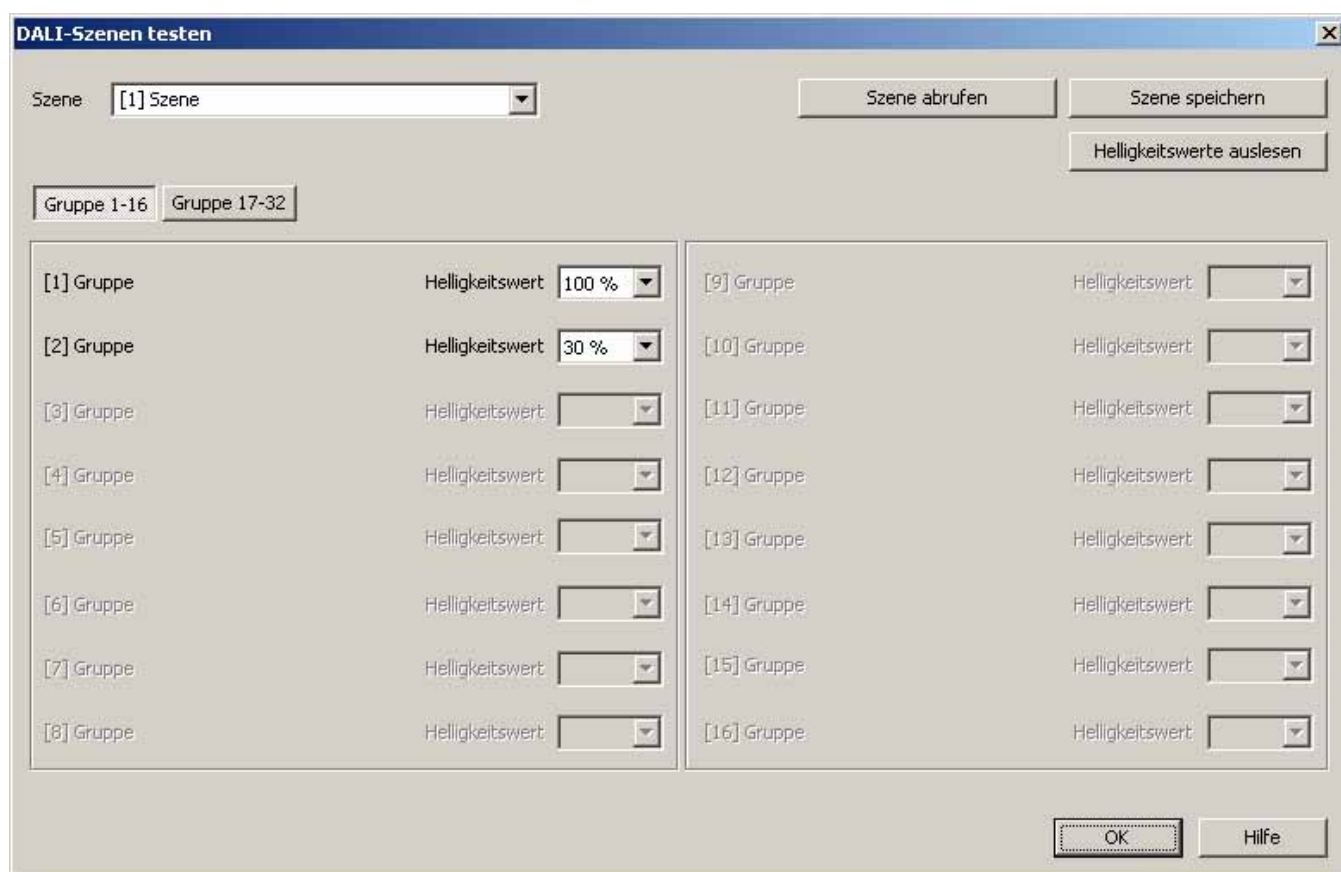 DALI-Szenen testen
Szene [1] Szene Szene abrufen Szene speichern
Helligkeitswerte auslesen
Gruppe 1-16 Gruppe 17-32
[1] Gruppe Helligkeitswert 100 % [9] Gruppe Helligkeitswert
[2] Gruppe Helligkeitswert 30 % [10] Gruppe Helligkeitswert
[3] Gruppe Helligkeitswert [11] Gruppe Helligkeitswert
[4] Gruppe Helligkeitswert [12] Gruppe Helligkeitswert
[5] Gruppe Helligkeitswert [13] Gruppe Helligkeitswert
[6] Gruppe Helligkeitswert [14] Gruppe Helligkeitswert
[7] Gruppe Helligkeitswert [15] Gruppe Helligkeitswert
[8] Gruppe Helligkeitswert [16] Gruppe Helligkeitswert
OK Hilfe